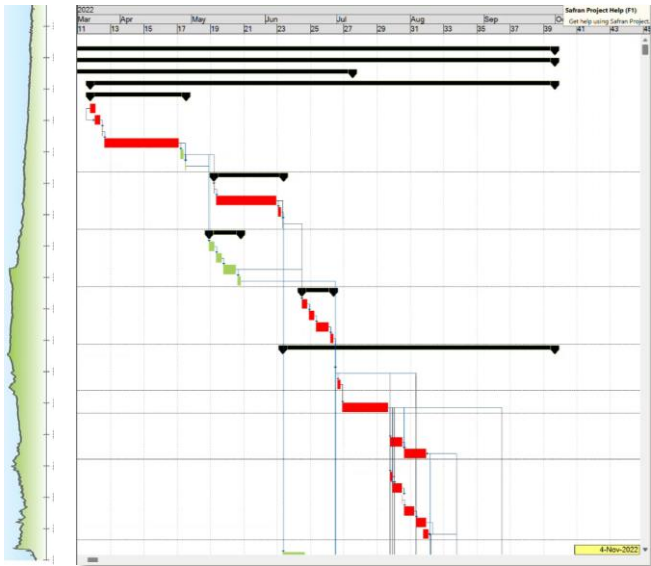 2022
Safran Project Help (F1)
Mar Apr May Jun Jul Aug Sep
Get help using Safran Project.
11 13 15 17 19 21 23 25 27 29 31 33 35 37 39 41 43
4-Nov-2022